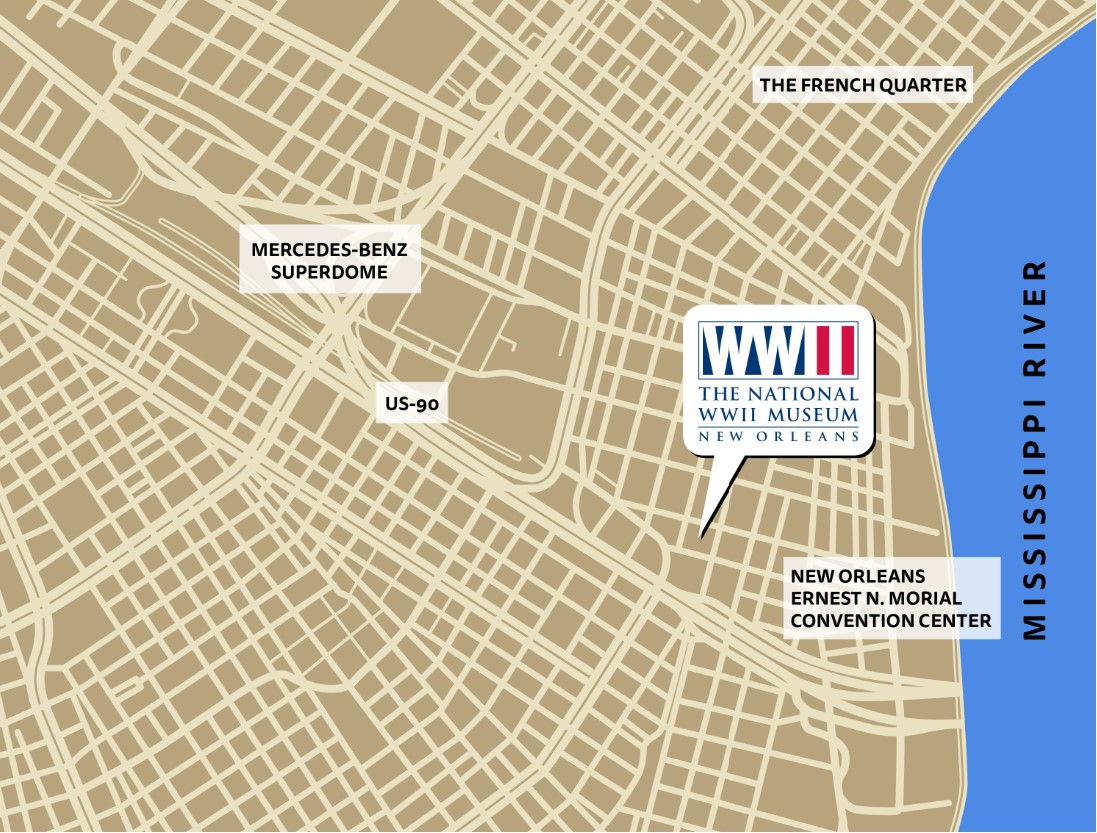 THE FRENCH QUARTER
MERCEDES-BENZ
SUPERDOME
MISSISSIPPI RIVER
WWII
THE NATIONAL
WWII MUSEUM
NEW ORLEANS
US-90
NEW ORLEANS
ERNEST N. MORIAL
CONVENTION CENTER